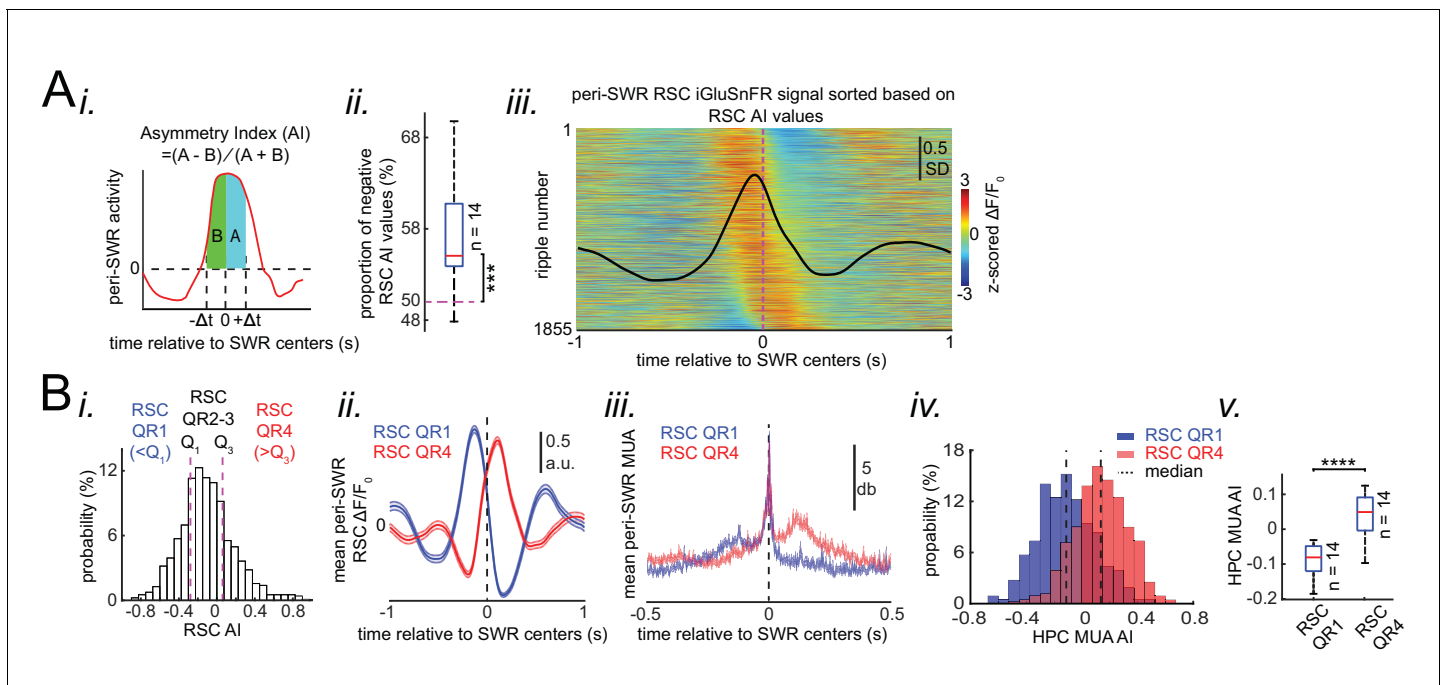 A
i.
Asymmetry Index (AI)
=(A - B)/(A + B)
peri-SWR activity
0
B
A
-Δt 0 +Δt
time relative to SWR centers (s)
ii.
proportion of negative
RSC AI values (%)
68
58
50
48
n = 14
***
iii.
peri-SWR RSC iGluSnFR signal sorted based on
RSC AI values
ripple number
1
1855
0.5
SD
3
0
-3
z-scored ΔF/F0
-1 0 1
time relative to SWR centers (s)
B
i.
RSC
QR1
(<Q1)
RSC
QR2-3
Q1 Q3
RSC
QR4
(>Q3)
probability (%)
12
6
0
-0.8 -0.4 0 0.4 0.8
RSC AI
ii.
RSC QR1
RSC QR4
0.5
a.u.
mean peri-SWR
RSC ΔF/F0
0
-1 0 1
time relative to SWR centers (s)
iii.
RSC QR1
RSC QR4
5
db
mean peri-SWR MUA
-0.5 0 0.5
time relative to SWR centers (s)
iv.
RSC QR1
RSC QR4
median
probability (%)
18
12
6
0
-0.8 -0.4 0 0.4 0.8
HPC MUA AI
v.
****
HPC MUA AI
0.1
0
-0.1
-0.2
n = 14
n = 14
RSC
QR1
RSC
QR4